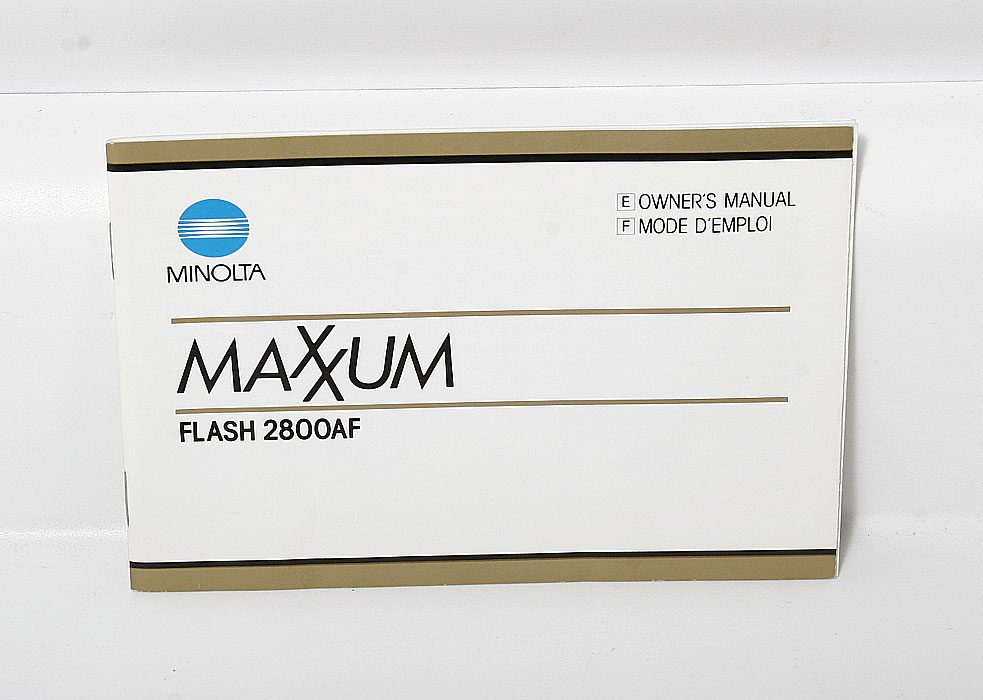 MINOLTA
E OWNER'S MANUAL
F MODE D'EMPLOI
MAXXUM
FLASH 2800AF